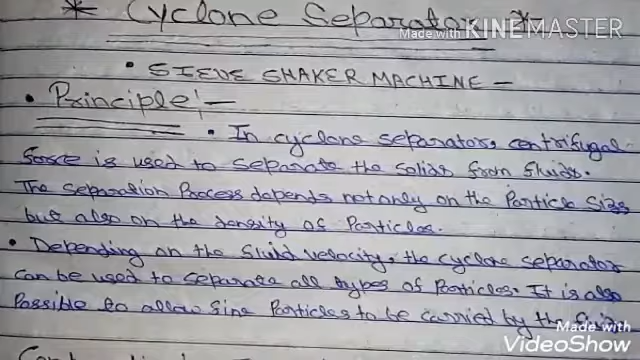 * Cyclone Separator *
Made with KINEMASTER
• SIEVE SHAKER MACHINE –
• Principle :-
• In cyclone separator, centrifugal
force is used to separate the solids from fluids.
The separation Process depends not only on the Particle size
but also on the density of Particles.
• Depending on the fluid velocity, the cyclone separator
can be used to separate all types of Particles. It is also
Possible to allow fine Particles to be carried by the
Made with
VideoShow